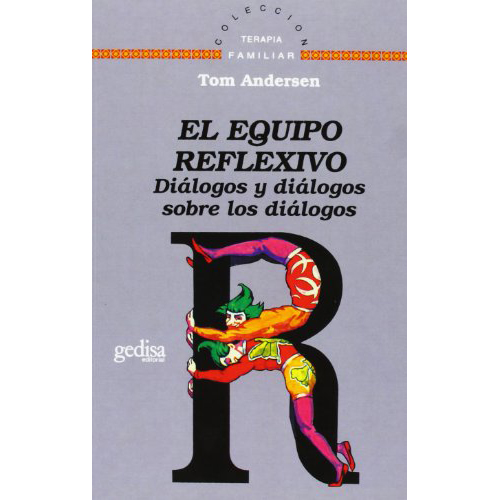 COLECCION
TERAPIA
FAMILIAR
Tom Andersen
EL EQUIPO
REFLEXIVO
Diálogos y diálogos
sobre los diálogos
R
gedisa
editorial